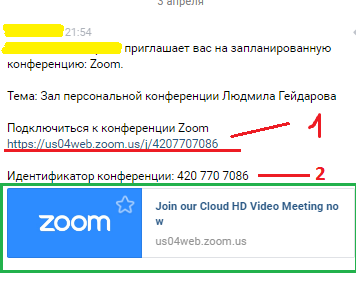 3 апреля
21:54
приглашает вас на запланированную
конференцию: Zoom.
Тема: Зал персональной конференции Людмила Гейдарова
Подключиться к конференции Zoom
https://us04web.zoom.us/j/4207707086
1
Идентификатор конференции: 420 770 7086
2
zoom
Join our Cloud HD Video Meeting no
w
us04web.zoom.us